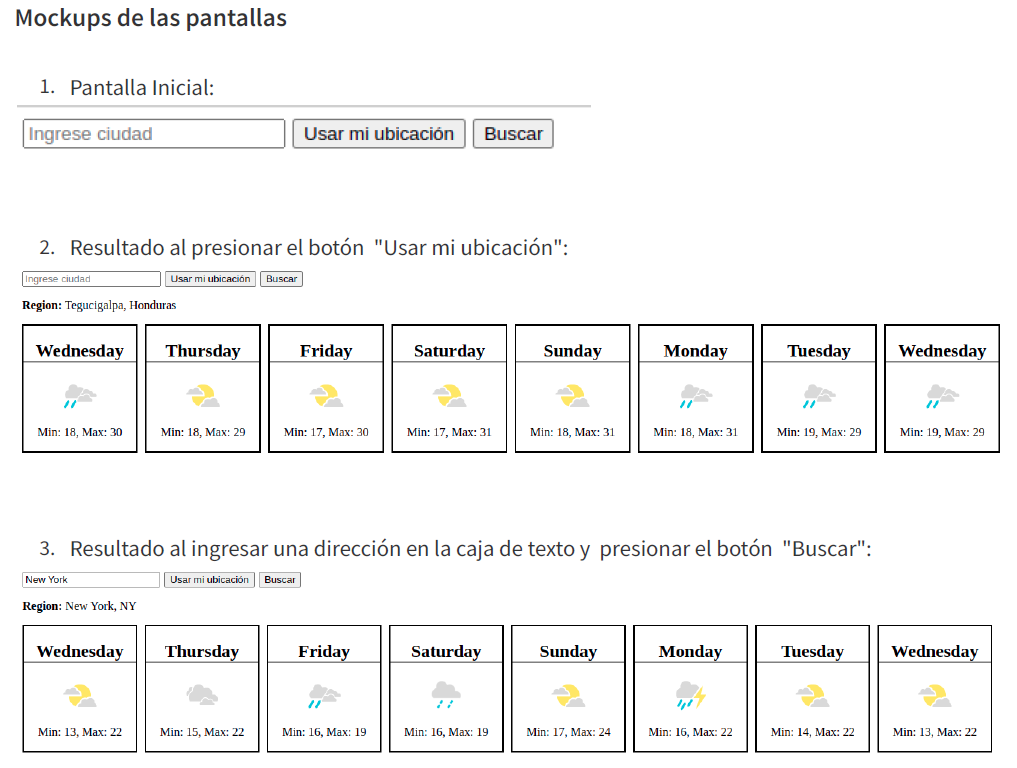 Mockups de las pantallas
1. Pantalla Inicial:
Ingrese ciudad Usar mi ubicación Buscar
2. Resultado al presionar el botón "Usar mi ubicación":
Ingrese ciudad Usar mi ubicación Buscar
Region: Tegucigalpa, Honduras
Wednesday Thursday Friday Saturday Sunday Monday Tuesday Wednesday
Min: 18, Max: 30 Min: 18, Max: 29 Min: 17, Max: 30 Min: 17, Max: 31 Min: 18, Max: 31 Min: 18, Max: 31 Min: 19, Max: 29 Min: 19, Max: 29
3. Resultado al ingresar una dirección en la caja de texto y presionar el botón "Buscar":
New York Usar mi ubicación Buscar
Region: New York, NY
Wednesday Thursday Friday Saturday Sunday Monday Tuesday Wednesday
Min: 13, Max: 22 Min: 15, Max: 22 Min: 16, Max: 19 Min: 16, Max: 19 Min: 17, Max: 24 Min: 16, Max: 22 Min: 14, Max: 22 Min: 13, Max: 22